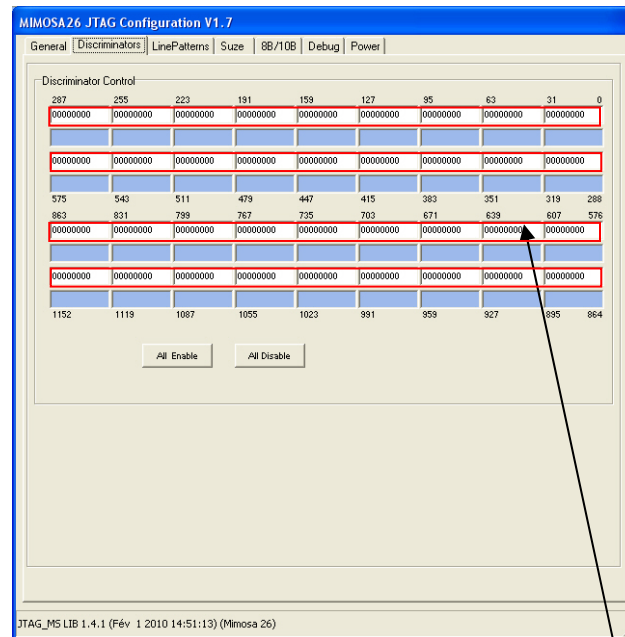 MIMOSA26 JTAG Configuration V1.7
General Discriminators LinePatterns Suze 8B/10B Debug Power
Discriminator Control
287 255 223 191 159 127 95 63 31 0
00000000 00000000 00000000 00000000 00000000 00000000 00000000 00000000 00000000
00000000 00000000 00000000 00000000 00000000 00000000 00000000 00000000 00000000
575 543 511 479 447 415 383 351 319 288
863 831 799 767 735 703 671 639 607 576
00000000 00000000 00000000 00000000 00000000 00000000 00000000 00000000 00000000
00000000 00000000 00000000 00000000 00000000 00000000 00000000 00000000 00000000
1152 1119 1087 1055 1023 991 959 927 895 864
All Enable All Disable
JTAG_MS LIB 1.4.1 (Fév 1 2010 14:51:13) (Mimosa 26)